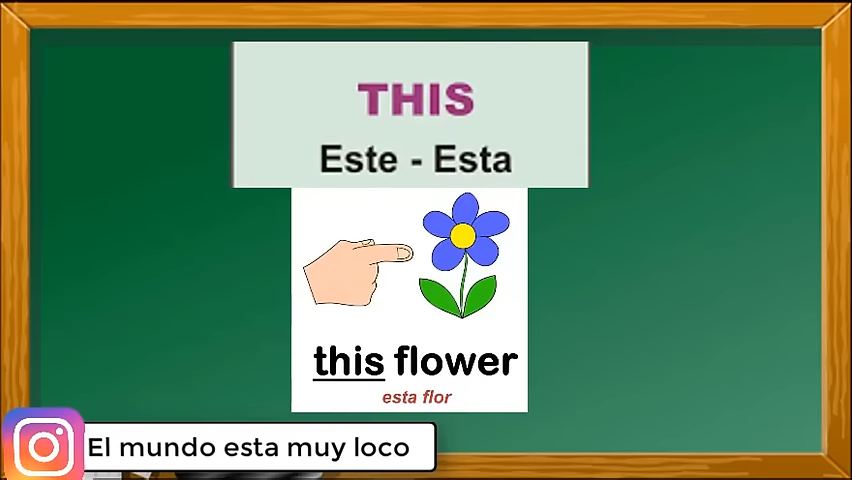 THIS
Este - Esta
this flower
esta flor
El mundo esta muy loco